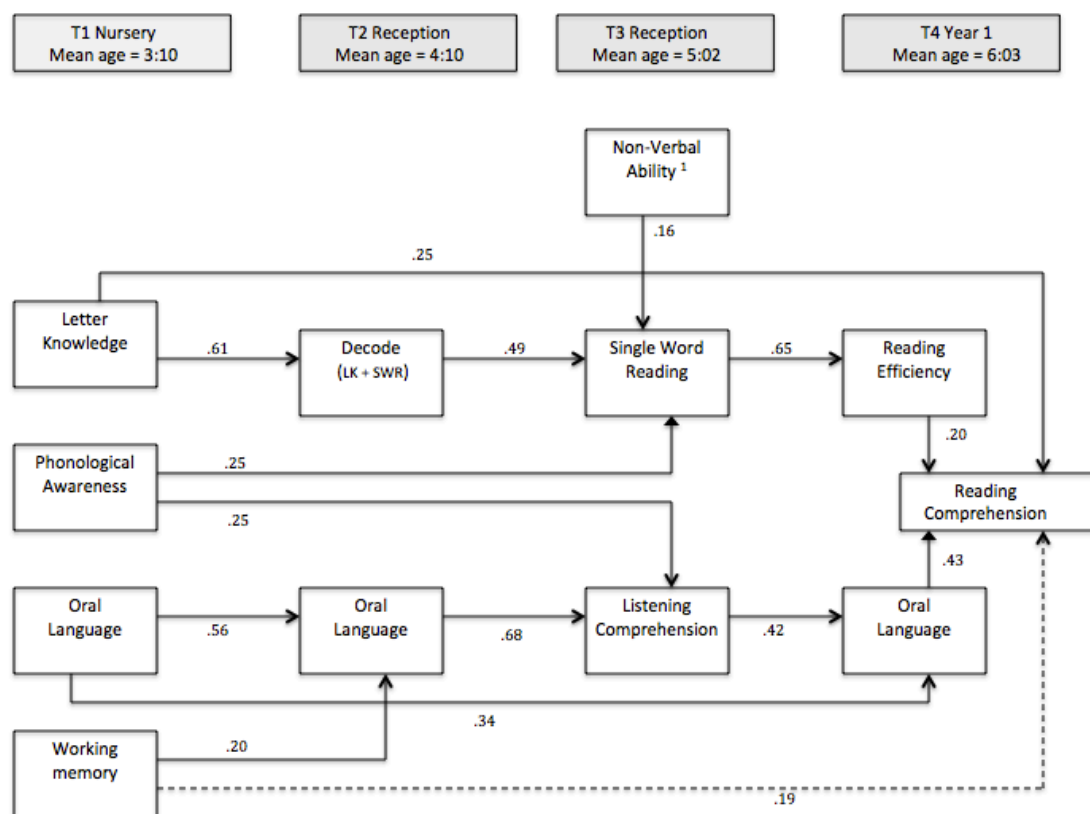 T1 Nursery
Mean age = 3:10
T2 Reception
Mean age = 4:10
T3 Reception
Mean age = 5:02
T4 Year 1
Mean age = 6:03
Non-Verbal
Ability 1
.16
.25
Letter
Knowledge
.61
Decode
(LK + SWR)
.49
Single Word
Reading
.65
Reading
Efficiency
.20
Phonological
Awareness
.25
.25
Reading
Comprehension
.43
Oral
Language
.56
Oral
Language
.68
Listening
Comprehension
.42
Oral
Language
.34
Working
memory
.20
.19